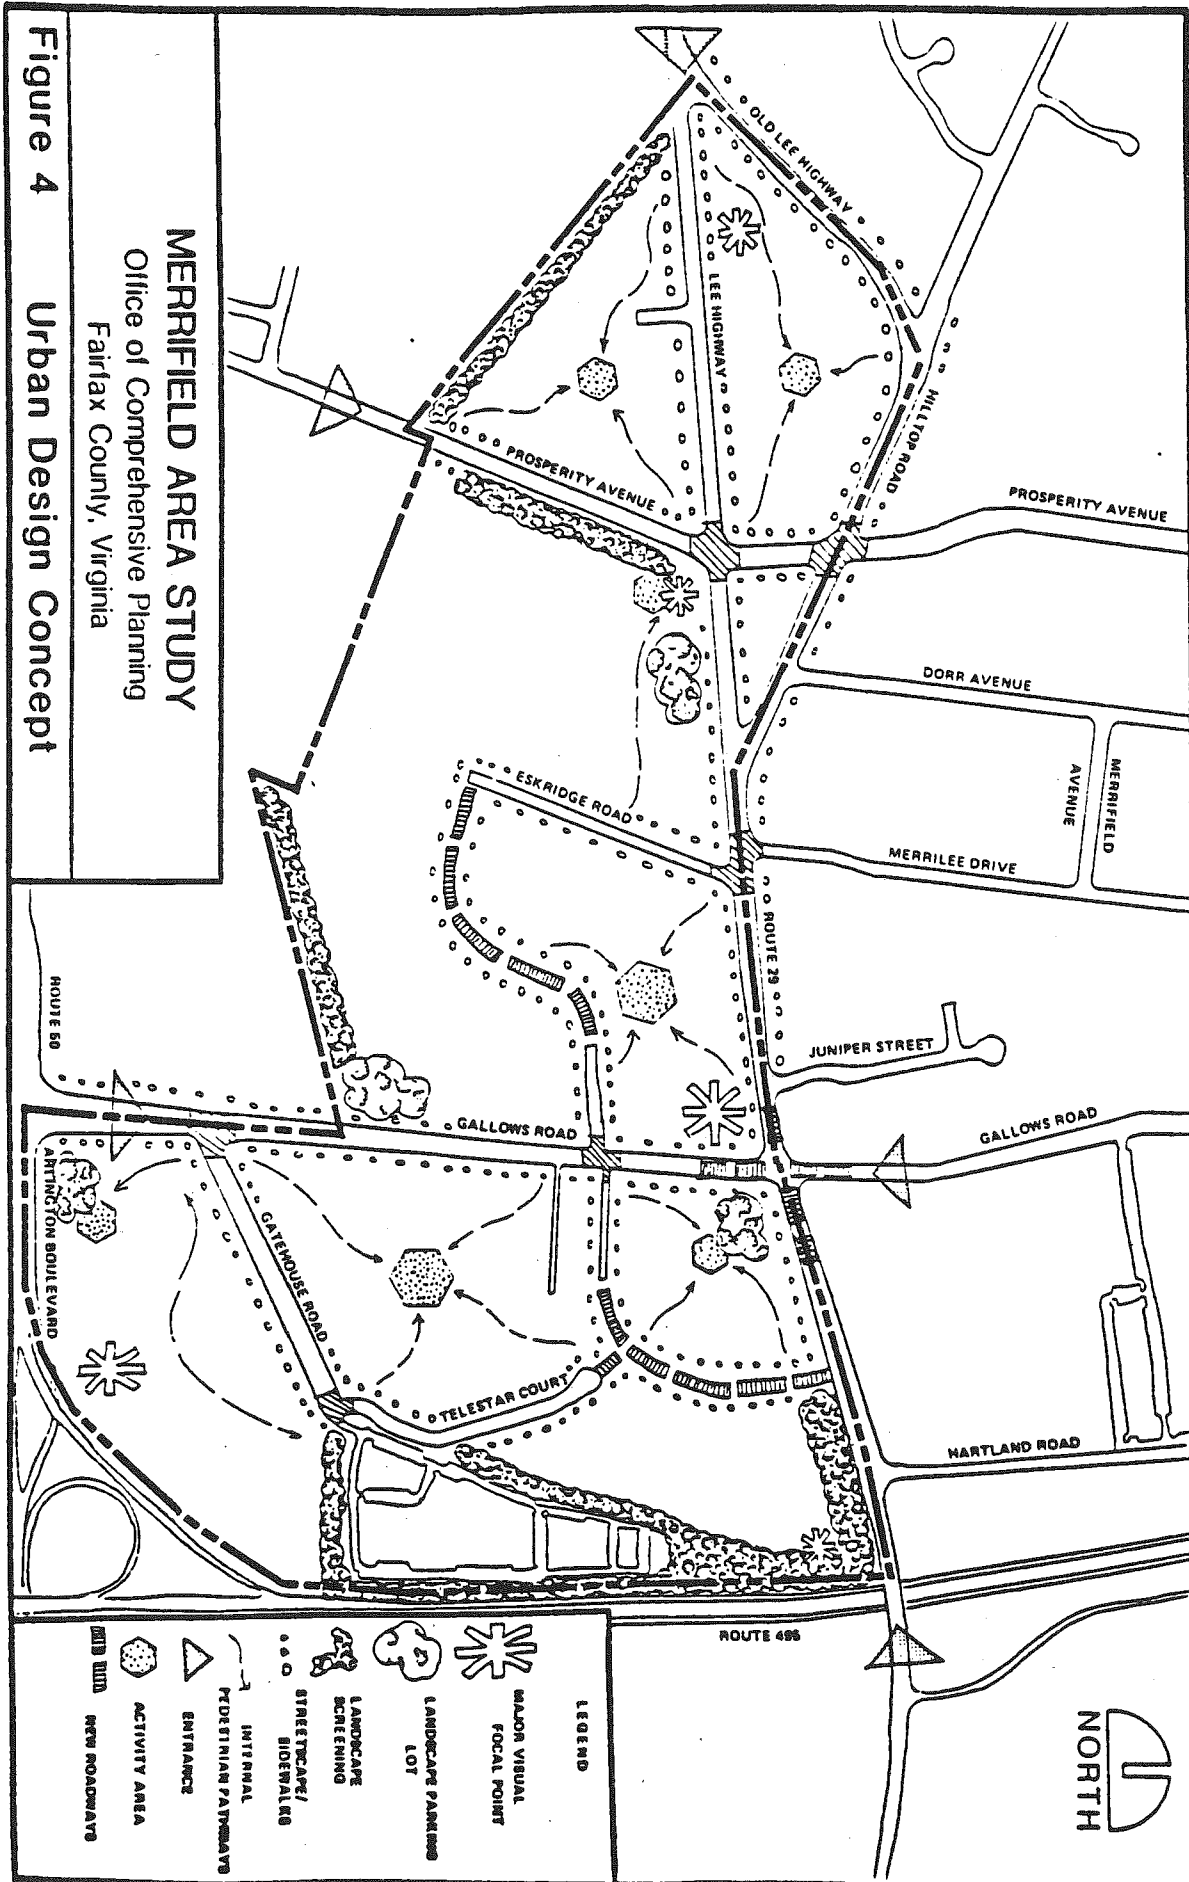 Figure 4 Urban Design Concept
MERRIFIELD AREA STUDY
Office of Comprehensive Planning
Fairfax County, Virginia
OLD LEE HIGHWAY
LEE HIGHWAY
HILLTOP ROAD
PROSPERITY AVENUE
PROSPERITY AVENUE
DORR AVENUE
MERRIFIELD
AVENUE
MERRILEE DRIVE
ESKRIDGE ROAD
ROUTE 29
JUNIPER STREET
GALLOWS ROAD
GALLOWS ROAD
ROUTE 50
ARLINGTON BOULEVARD
GATEHOUSE ROAD
TELESTAR COURT
HARTLAND ROAD
ROUTE 495
NORTH
LEGEND
MAJOR VISUAL
FOCAL POINT
LANDSCAPE PARKING
LOT
LANDSCAPE
SCREENING
STREETSCAPE/
SIDEWALKS
INTERNAL
PEDESTRIAN PATHWAYS
ENTRANCE
ACTIVITY AREA
NEW ROADWAYS